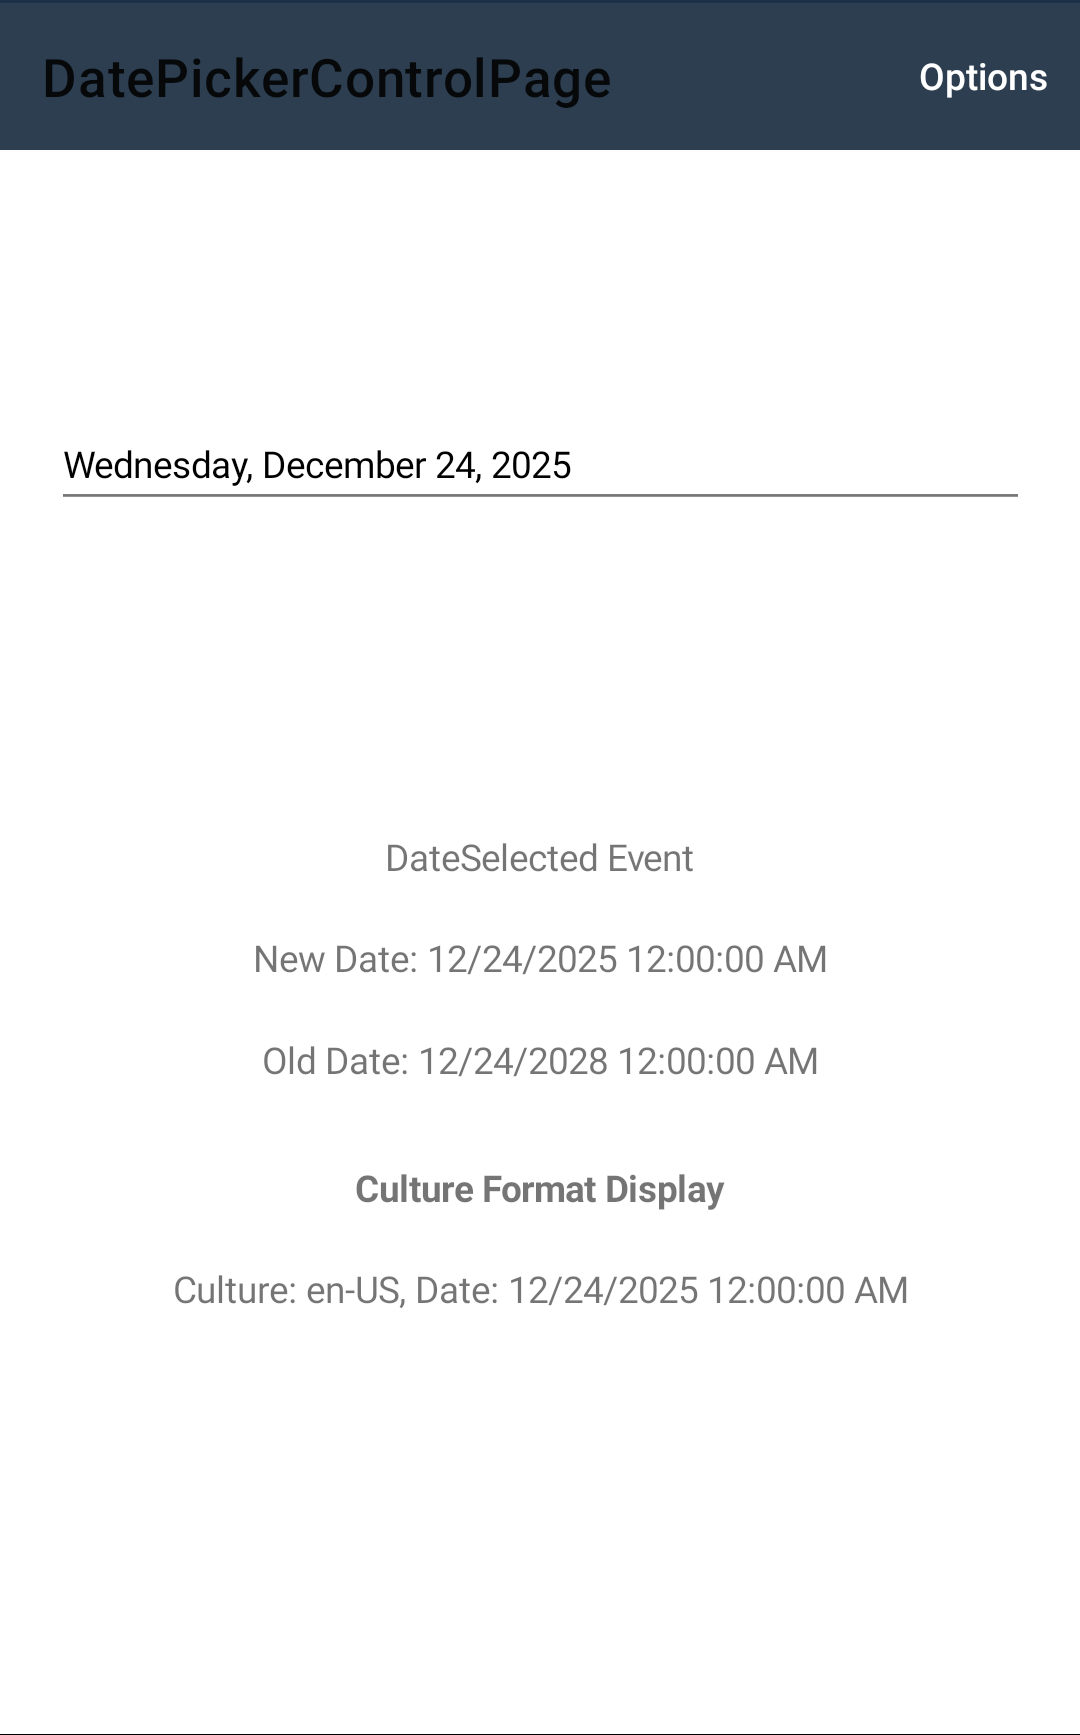 DatePickerControlPage
Options
Wednesday, December 24, 2025
DateSelected Event
New Date: 12/24/2025 12:00:00 AM
Old Date: 12/24/2028 12:00:00 AM
Culture Format Display
Culture: en-US, Date: 12/24/2025 12:00:00 AM